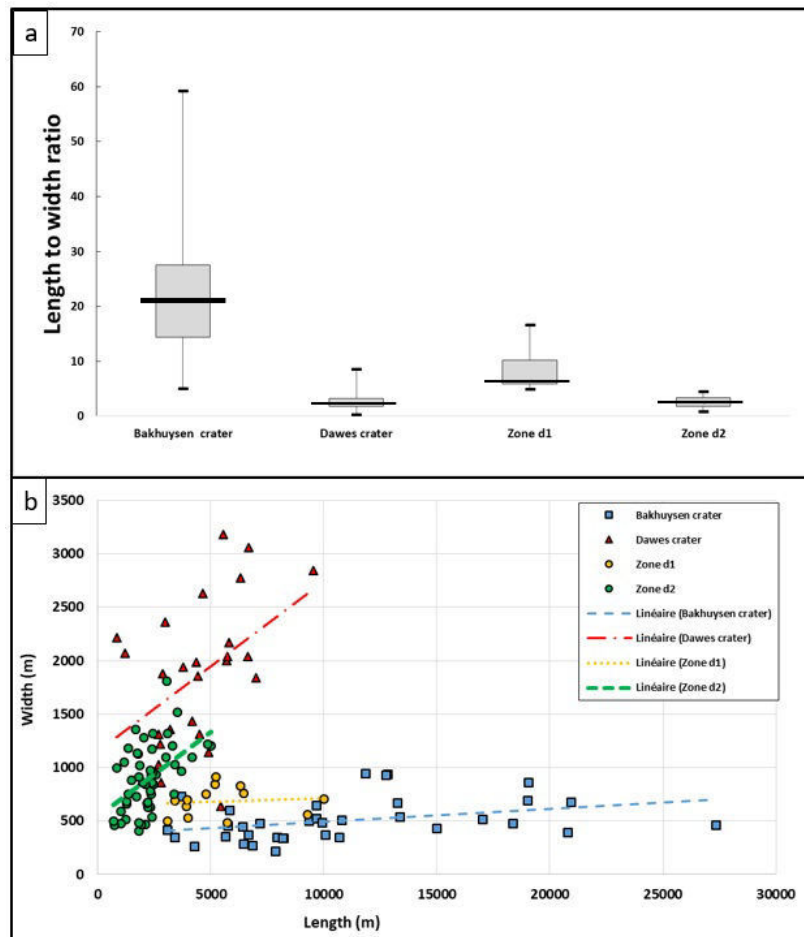 a
70
60
50
40
30
20
10
0
Length to width ratio
Bakhuysen crater
Dawes crater
Zone d1
Zone d2
b
3500
3000
2500
2000
1500
1000
500
0
Width (m)
0
5000
10000
15000
20000
25000
30000
Length (m)
Bakhuysen crater
Dawes crater
Zone d1
Zone d2
Linéaire (Bakhuysen crater)
Linéaire (Dawes crater)
Linéaire (Zone d1)
Linéaire (Zone d2)